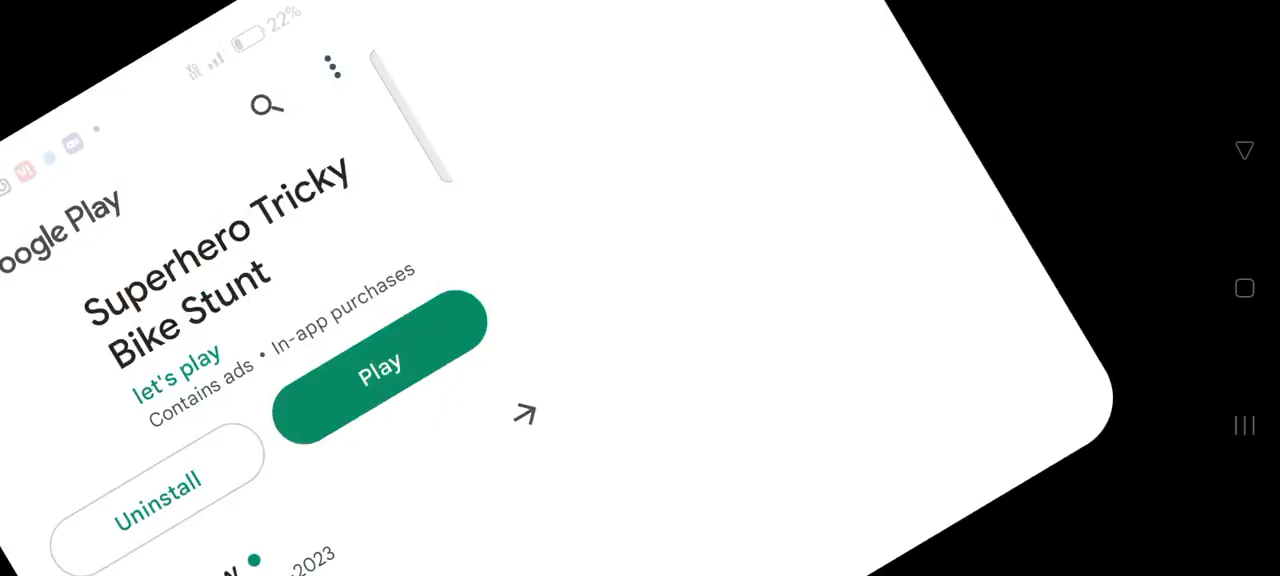 22%
oogle Play
Superhero Tricky
Bike Stunt
let's play
Contains ads • In-app purchases
Uninstall
Play
2023